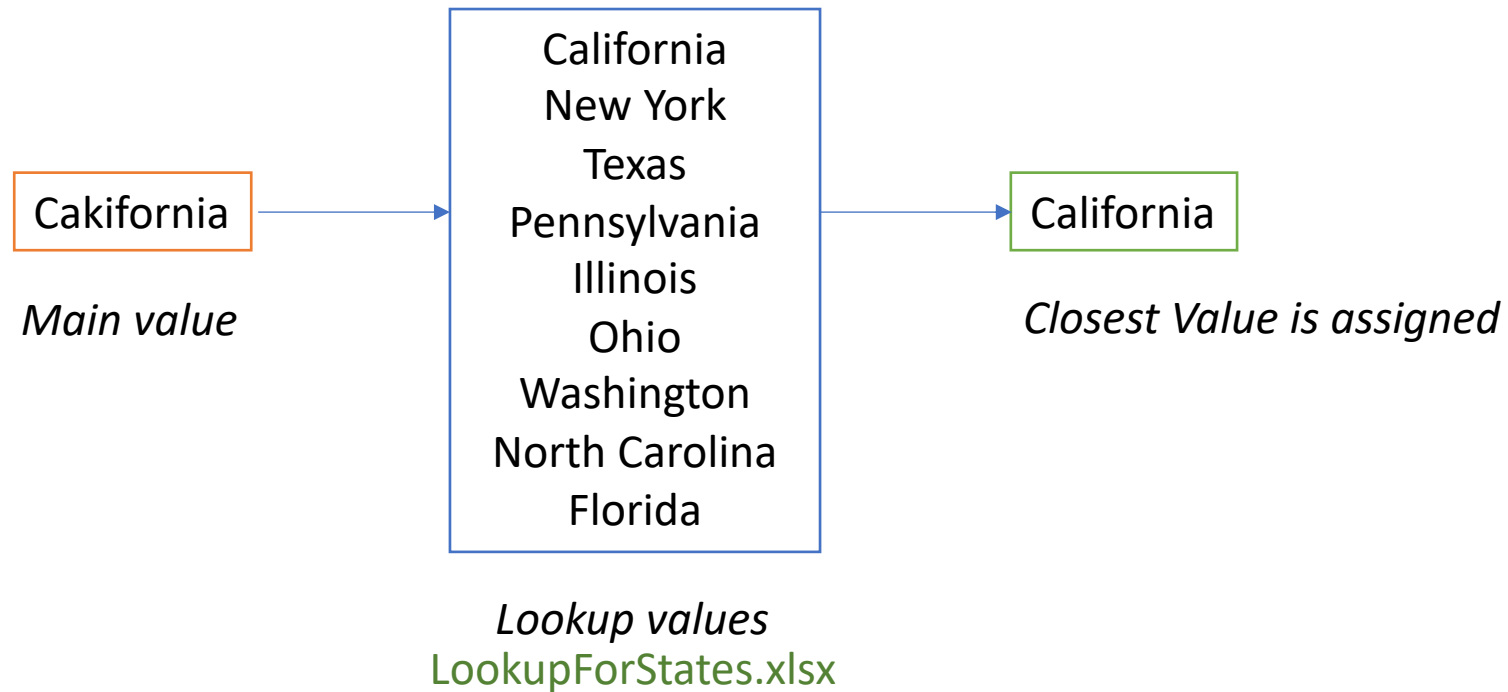 Cakifornia
Main value
California
New York
Texas
Pennsylvania
Illinois
Ohio
Washington
North Carolina
Florida
Lookup values
LookupForStates.xlsx
California
Closest Value is assigned